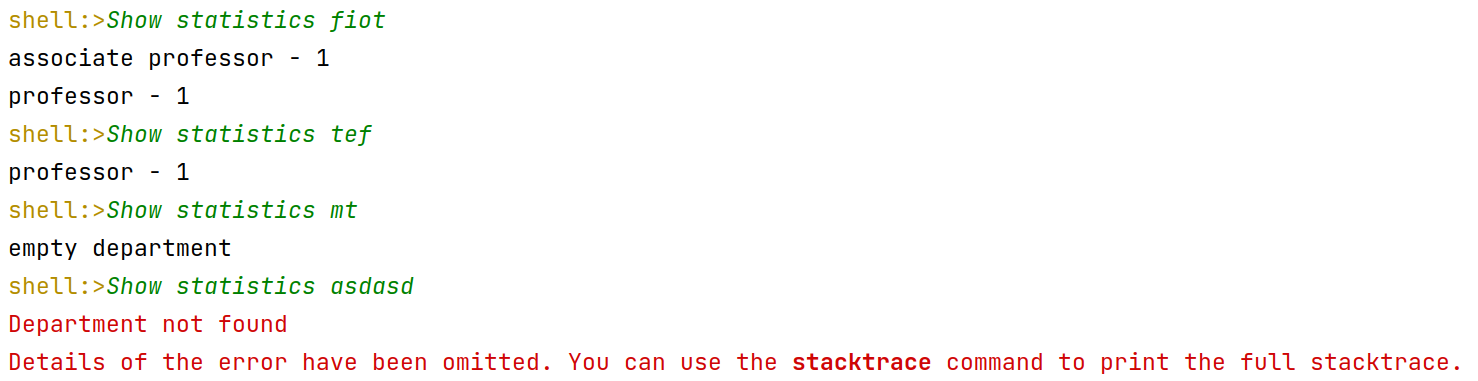 shell:>Show statistics fiot
associate professor - 1
professor - 1
shell:>Show statistics tef
professor - 1
shell:>Show statistics mt
empty department
shell:>Show statistics asdasd
Department not found
Details of the error have been omitted. You can use the stacktrace command to print the full stacktrace.